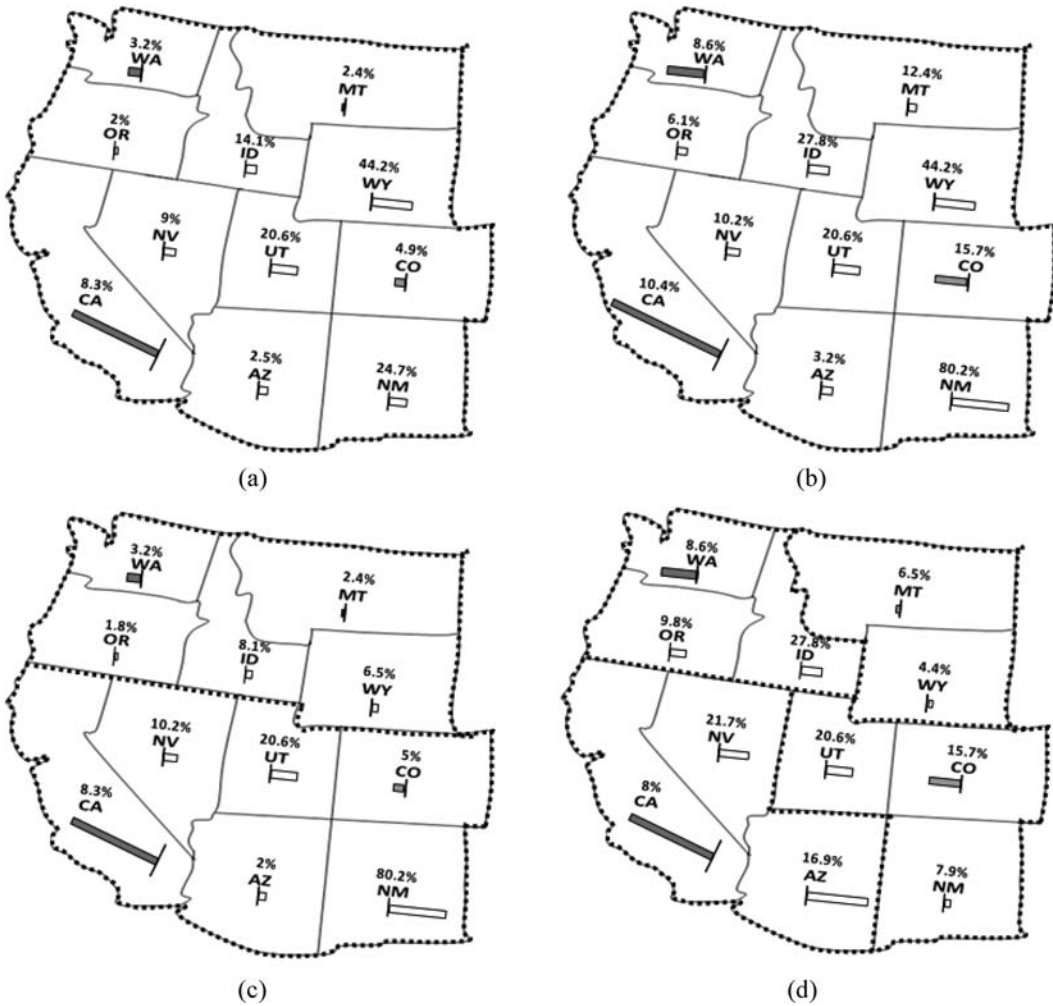 3.2%
WA
2.4%
MT
2%
OR
14.1%
ID
44.2%
WY
9%
NV
20.6%
UT
4.9%
CO
8.3%
CA
2.5%
AZ
24.7%
NM
(a)
8.6%
WA
12.4%
MT
6.1%
OR
27.8%
ID
44.2%
WY
10.2%
NV
20.6%
UT
15.7%
CO
10.4%
CA
3.2%
AZ
80.2%
NM
(b)
3.2%
WA
2.4%
MT
1.8%
OR
8.1%
ID
6.5%
WY
10.2%
NV
20.6%
UT
5%
CO
8.3%
CA
2%
AZ
80.2%
NM
(c)
8.6%
WA
6.5%
MT
9.8%
OR
27.8%
ID
4.4%
WY
21.7%
NV
20.6%
UT
15.7%
CO
8%
CA
16.9%
AZ
7.9%
NM
(d)